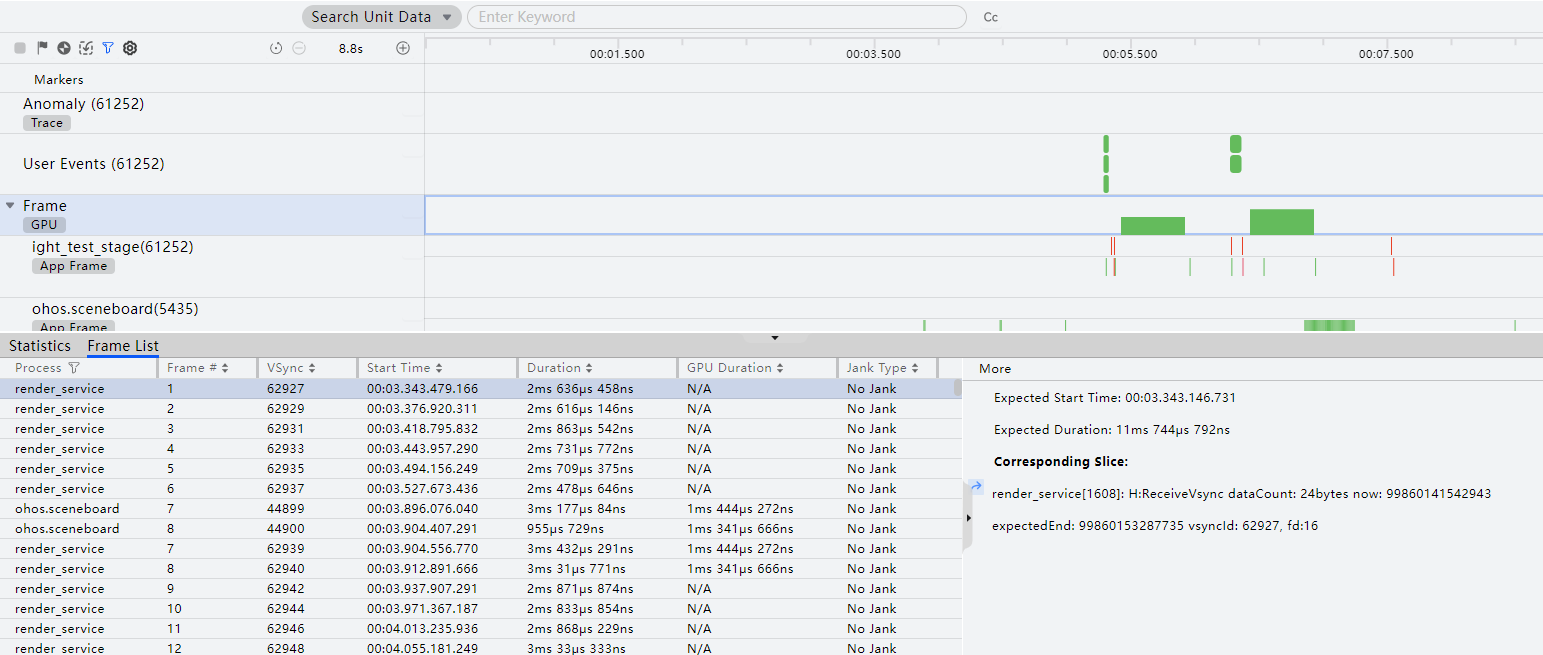 Search Unit Data Enter Keyword Cc
8.8s 00:01.500 00:03.500 00:05.500 00:07.500
Markers
Anomaly (61252)
Trace
User Events (61252)
Frame
GPU
ight_test_stage(61252)
App Frame
ohos.sceneboard(5435)
App Frame
Statistics Frame List
Process Frame # VSync Start Time Duration GPU Duration Jank Type
render_service 1 62927 00:03.343.479.166 2ms 636μs 458ns N/A No Jank
render_service 2 62929 00:03.376.920.311 2ms 616μs 146ns N/A No Jank
render_service 3 62931 00:03.418.795.832 2ms 863μs 542ns N/A No Jank
render_service 4 62933 00:03.443.957.290 2ms 731μs 772ns N/A No Jank
render_service 5 62935 00:03.494.156.249 2ms 709μs 375ns N/A No Jank
render_service 6 62937 00:03.527.673.436 2ms 478μs 646ns N/A No Jank
ohos.sceneboard 7 44899 00:03.896.076.040 3ms 177μs 84ns 1ms 444μs 272ns No Jank
ohos.sceneboard 8 44900 00:03.904.407.291 955μs 729ns 1ms 341μs 666ns No Jank
render_service 7 62939 00:03.904.556.770 3ms 432μs 291ns 1ms 444μs 272ns No Jank
render_service 8 62940 00:03.912.891.666 3ms 31μs 771ns 1ms 341μs 666ns No Jank
render_service 9 62942 00:03.937.907.291 2ms 871μs 874ns N/A No Jank
render_service 10 62944 00:03.971.367.187 2ms 833μs 854ns N/A No Jank
render_service 11 62946 00:04.013.235.936 2ms 868μs 229ns N/A No Jank
render_service 12 62948 00:04.055.181.249 3ms 33μs 333ns N/A No Jank
More
Expected Start Time: 00:03.343.146.731
Expected Duration: 11ms 744μs 792ns
Corresponding Slice:
render_service[1608]: H:ReceiveVsync dataCount: 24bytes now: 99860141542943
expectedEnd: 99860153287735 vsyncId: 62927, fd:16